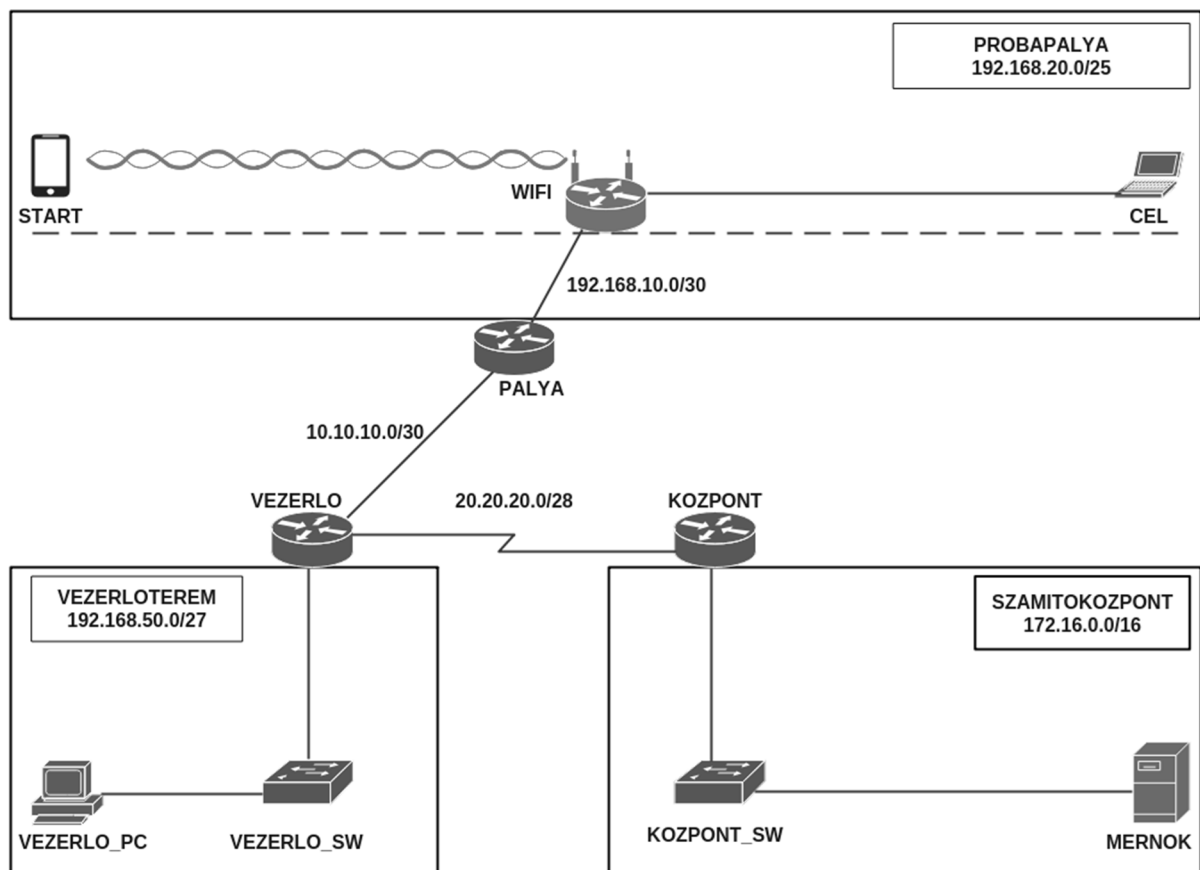 PROBAPALYA
192.168.20.0/25
WIFI
START
CEL
192.168.10.0/30
PALYA
10.10.10.0/30
VEZERLO
20.20.20.0/28
KOZPONT
VEZERLOTEREM
192.168.50.0/27
SZAMITOKOZPONT
172.16.0.0/16
VEZERLO_PC
VEZERLO_SW
KOZPONT_SW
MERNOK